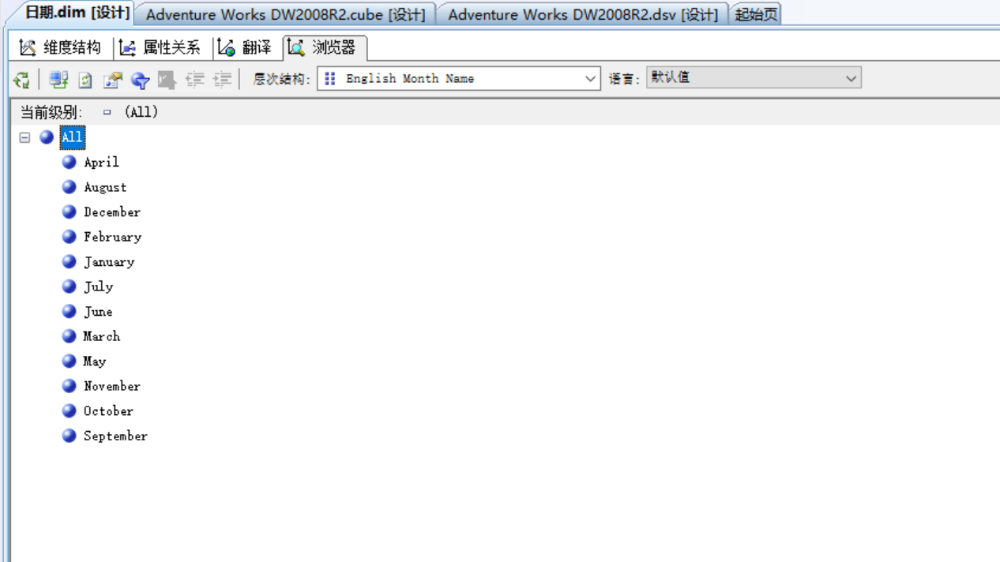 日期.dim [设计] Adventure Works DW2008R2.cube [设计] Adventure Works DW2008R2.dsv [设计] 起始页
维度结构 属性关系 翻译 浏览器
层次结构: English Month Name 语言: 默认值
当前级别: (All)
All
April
August
December
February
January
July
June
March
May
November
October
September